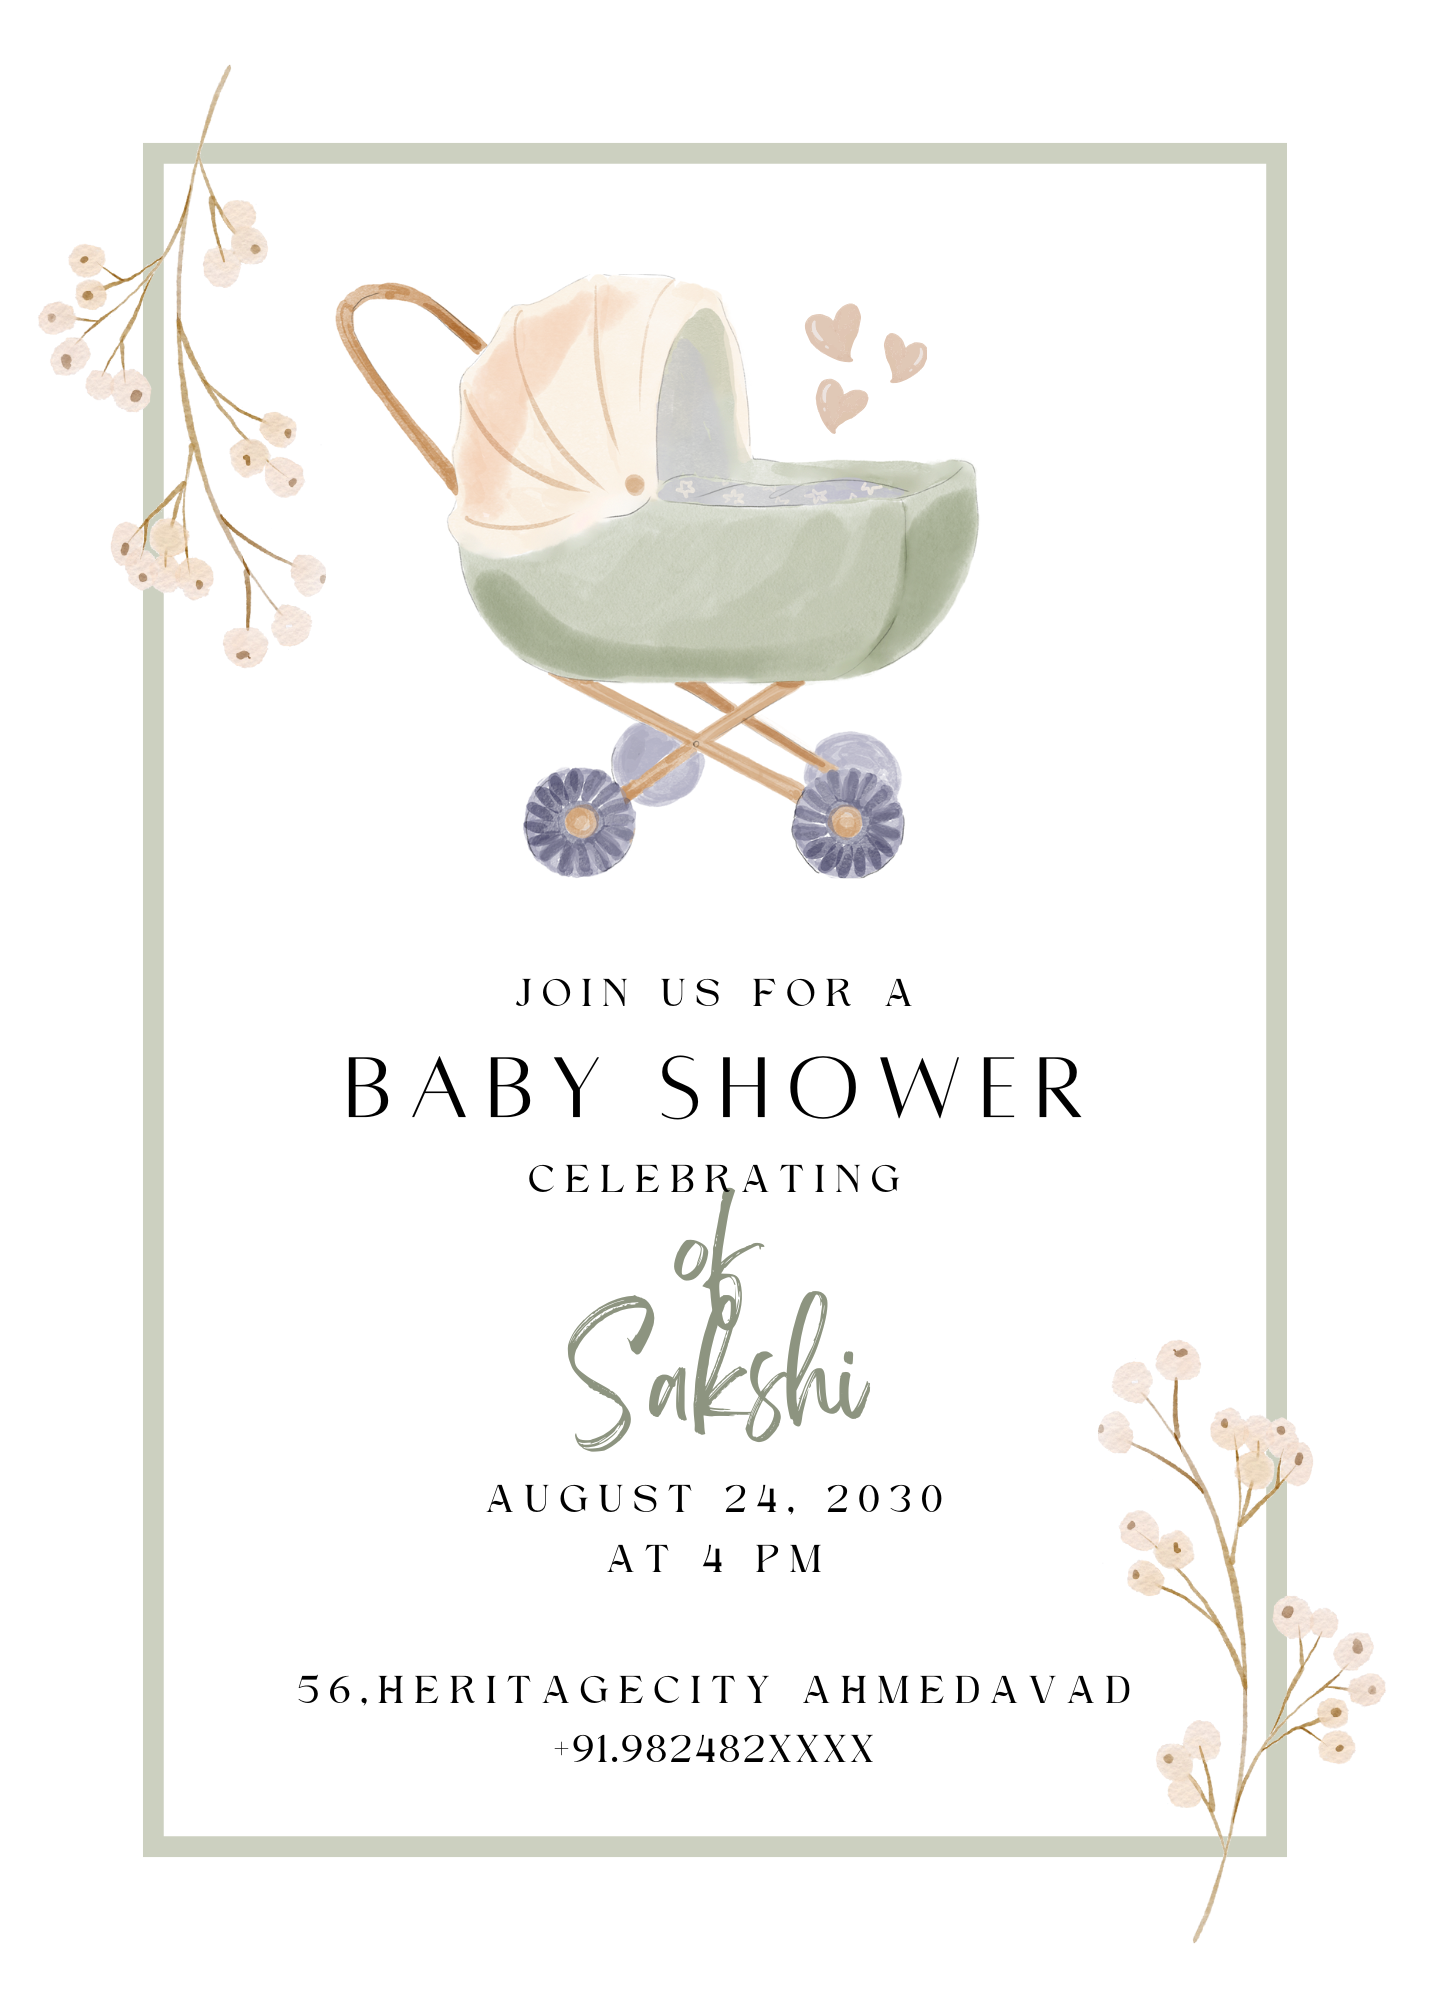 JOIN US FOR A
BABY SHOWER
CELEBRATING
of
Sakshi
AUGUST 24, 2030
AT 4 PM
56,HERITAGECITY AHMEDAVAD
+91.982482XXXX